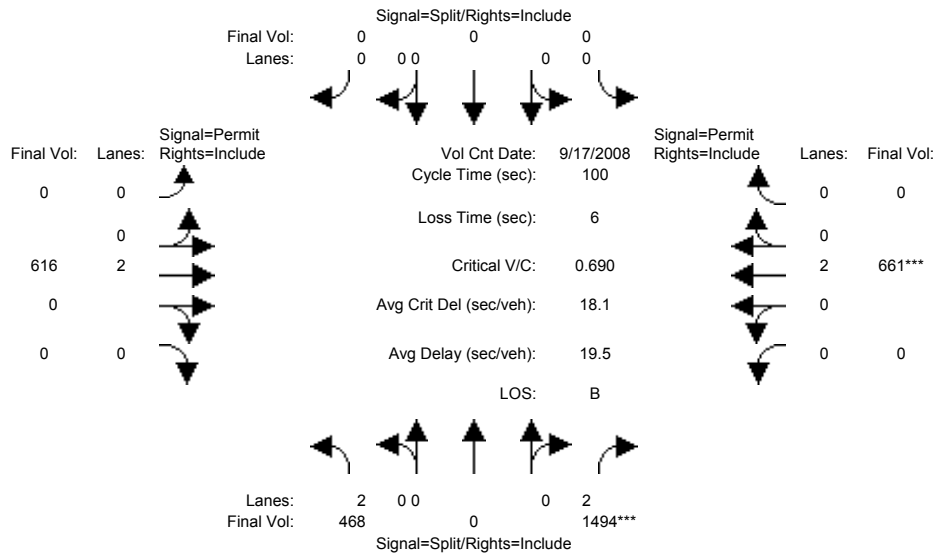 Signal=Split/Rights=Include
Final Vol: 0 0 0
Lanes: 0 0 0 0 0
Signal=Permit Signal=Permit
Final Vol: Lanes: Rights=Include Vol Cnt Date: 9/17/2008 Rights=Include Lanes: Final Vol:
Cycle Time (sec): 100
0 0 0 0
Loss Time (sec): 6
0 0
616 2 Critical V/C: 0.690 2 661***
0 Avg Crit Del (sec/veh): 18.1 0
0 0 Avg Delay (sec/veh): 19.5 0 0
LOS: B
Lanes: 2 0 0 0 2
Final Vol: 468 0 1494***
Signal=Split/Rights=Include